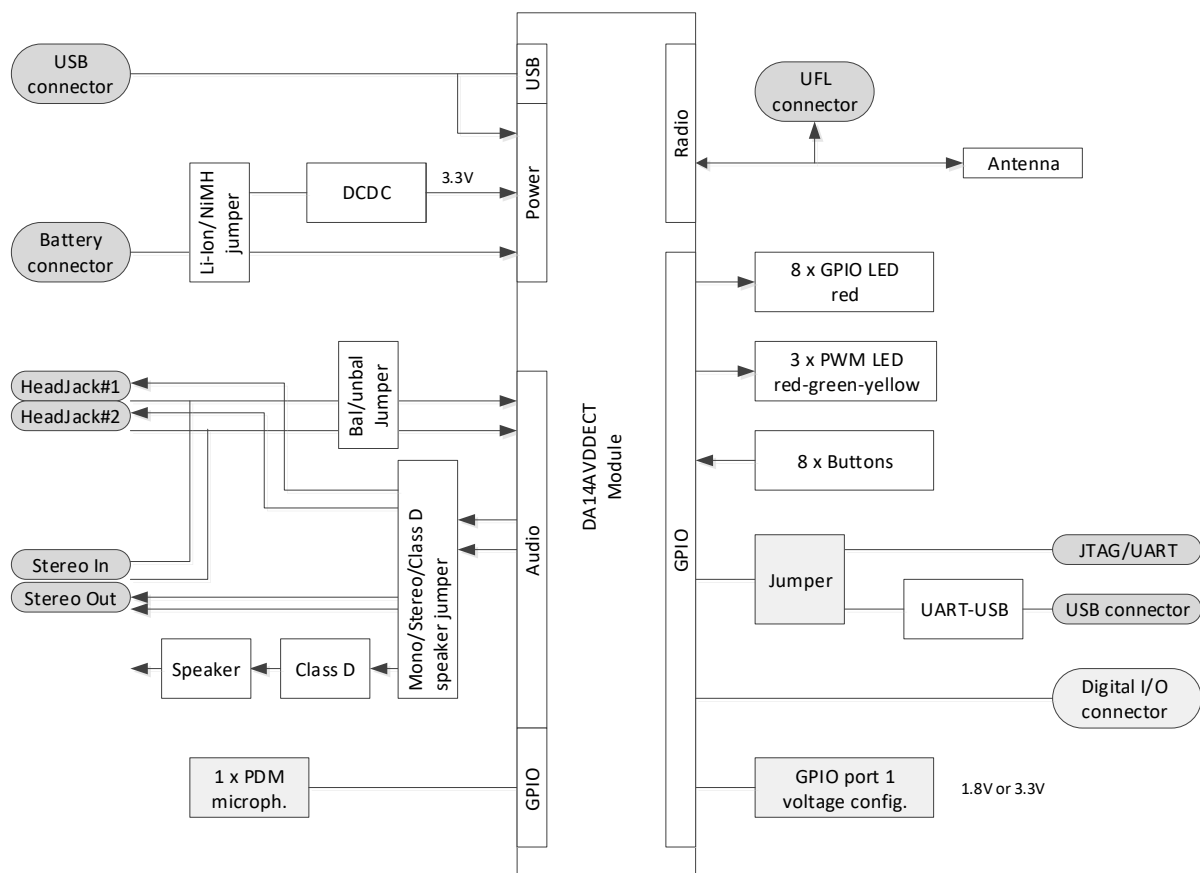 USB
connector
USB
Power
Li-Ion/NiMH
jumper
DCDC
3.3V
Battery
connector
HeadJack#1
HeadJack#2
Bal/unbal
Jumper
Audio
Mono/Stereo/Class D
speaker jumper
Stereo In
Stereo Out
Speaker
Class D
1 x PDM
microph.
GPIO
DA14AVDDECT
Module
Radio
UFL
connector
Antenna
GPIO
8 x GPIO LED
red
3 x PWM LED
red-green-yellow
8 x Buttons
Jumper
JTAG/UART
UART-USB
USB connector
Digital I/O
connector
GPIO port 1
voltage config.
1.8V or 3.3V